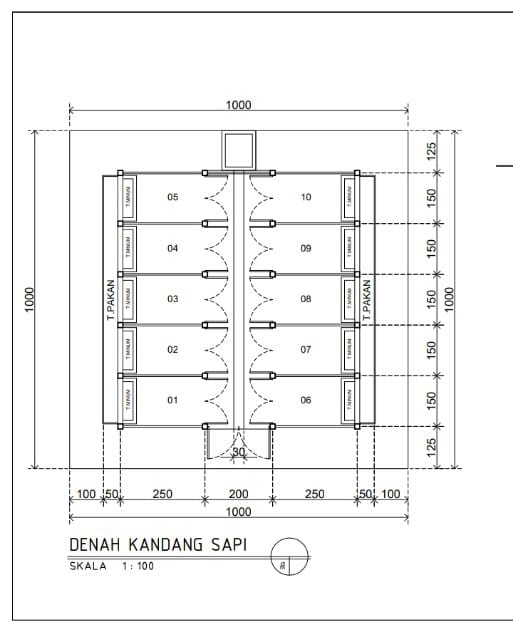 1000
125
05
10
150
T.MINUM
T.MINUM
04
09
150
T.MINUM
T.MINUM
1000
T.PAKAN
03
08
T.PAKAN
150
1000
T.MINUM
T.MINUM
02
07
150
T.MINUM
T.MINUM
01
06
150
T.MINUM
T.MINUM
30
125
100 50 250 200 250 50 100
1000
DENAH KANDANG SAPI
SKALA 1 : 100